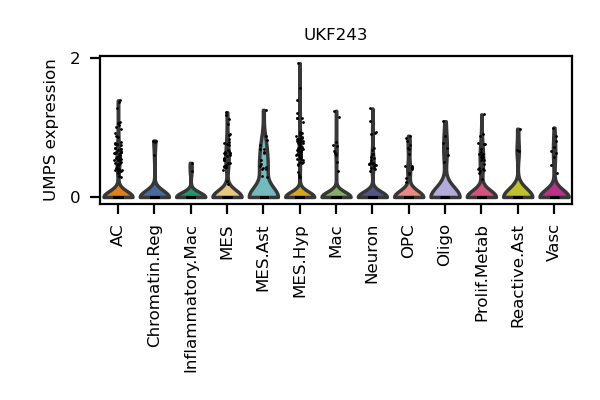 UKF243
UMPS expression
2
0
AC
Chromatin.Reg
Inflammatory.Mac
MES
MES.Ast
MES.Hyp
Mac
Neuron
OPC
Oligo
Prolif.Metab
Reactive.Ast
Vasc